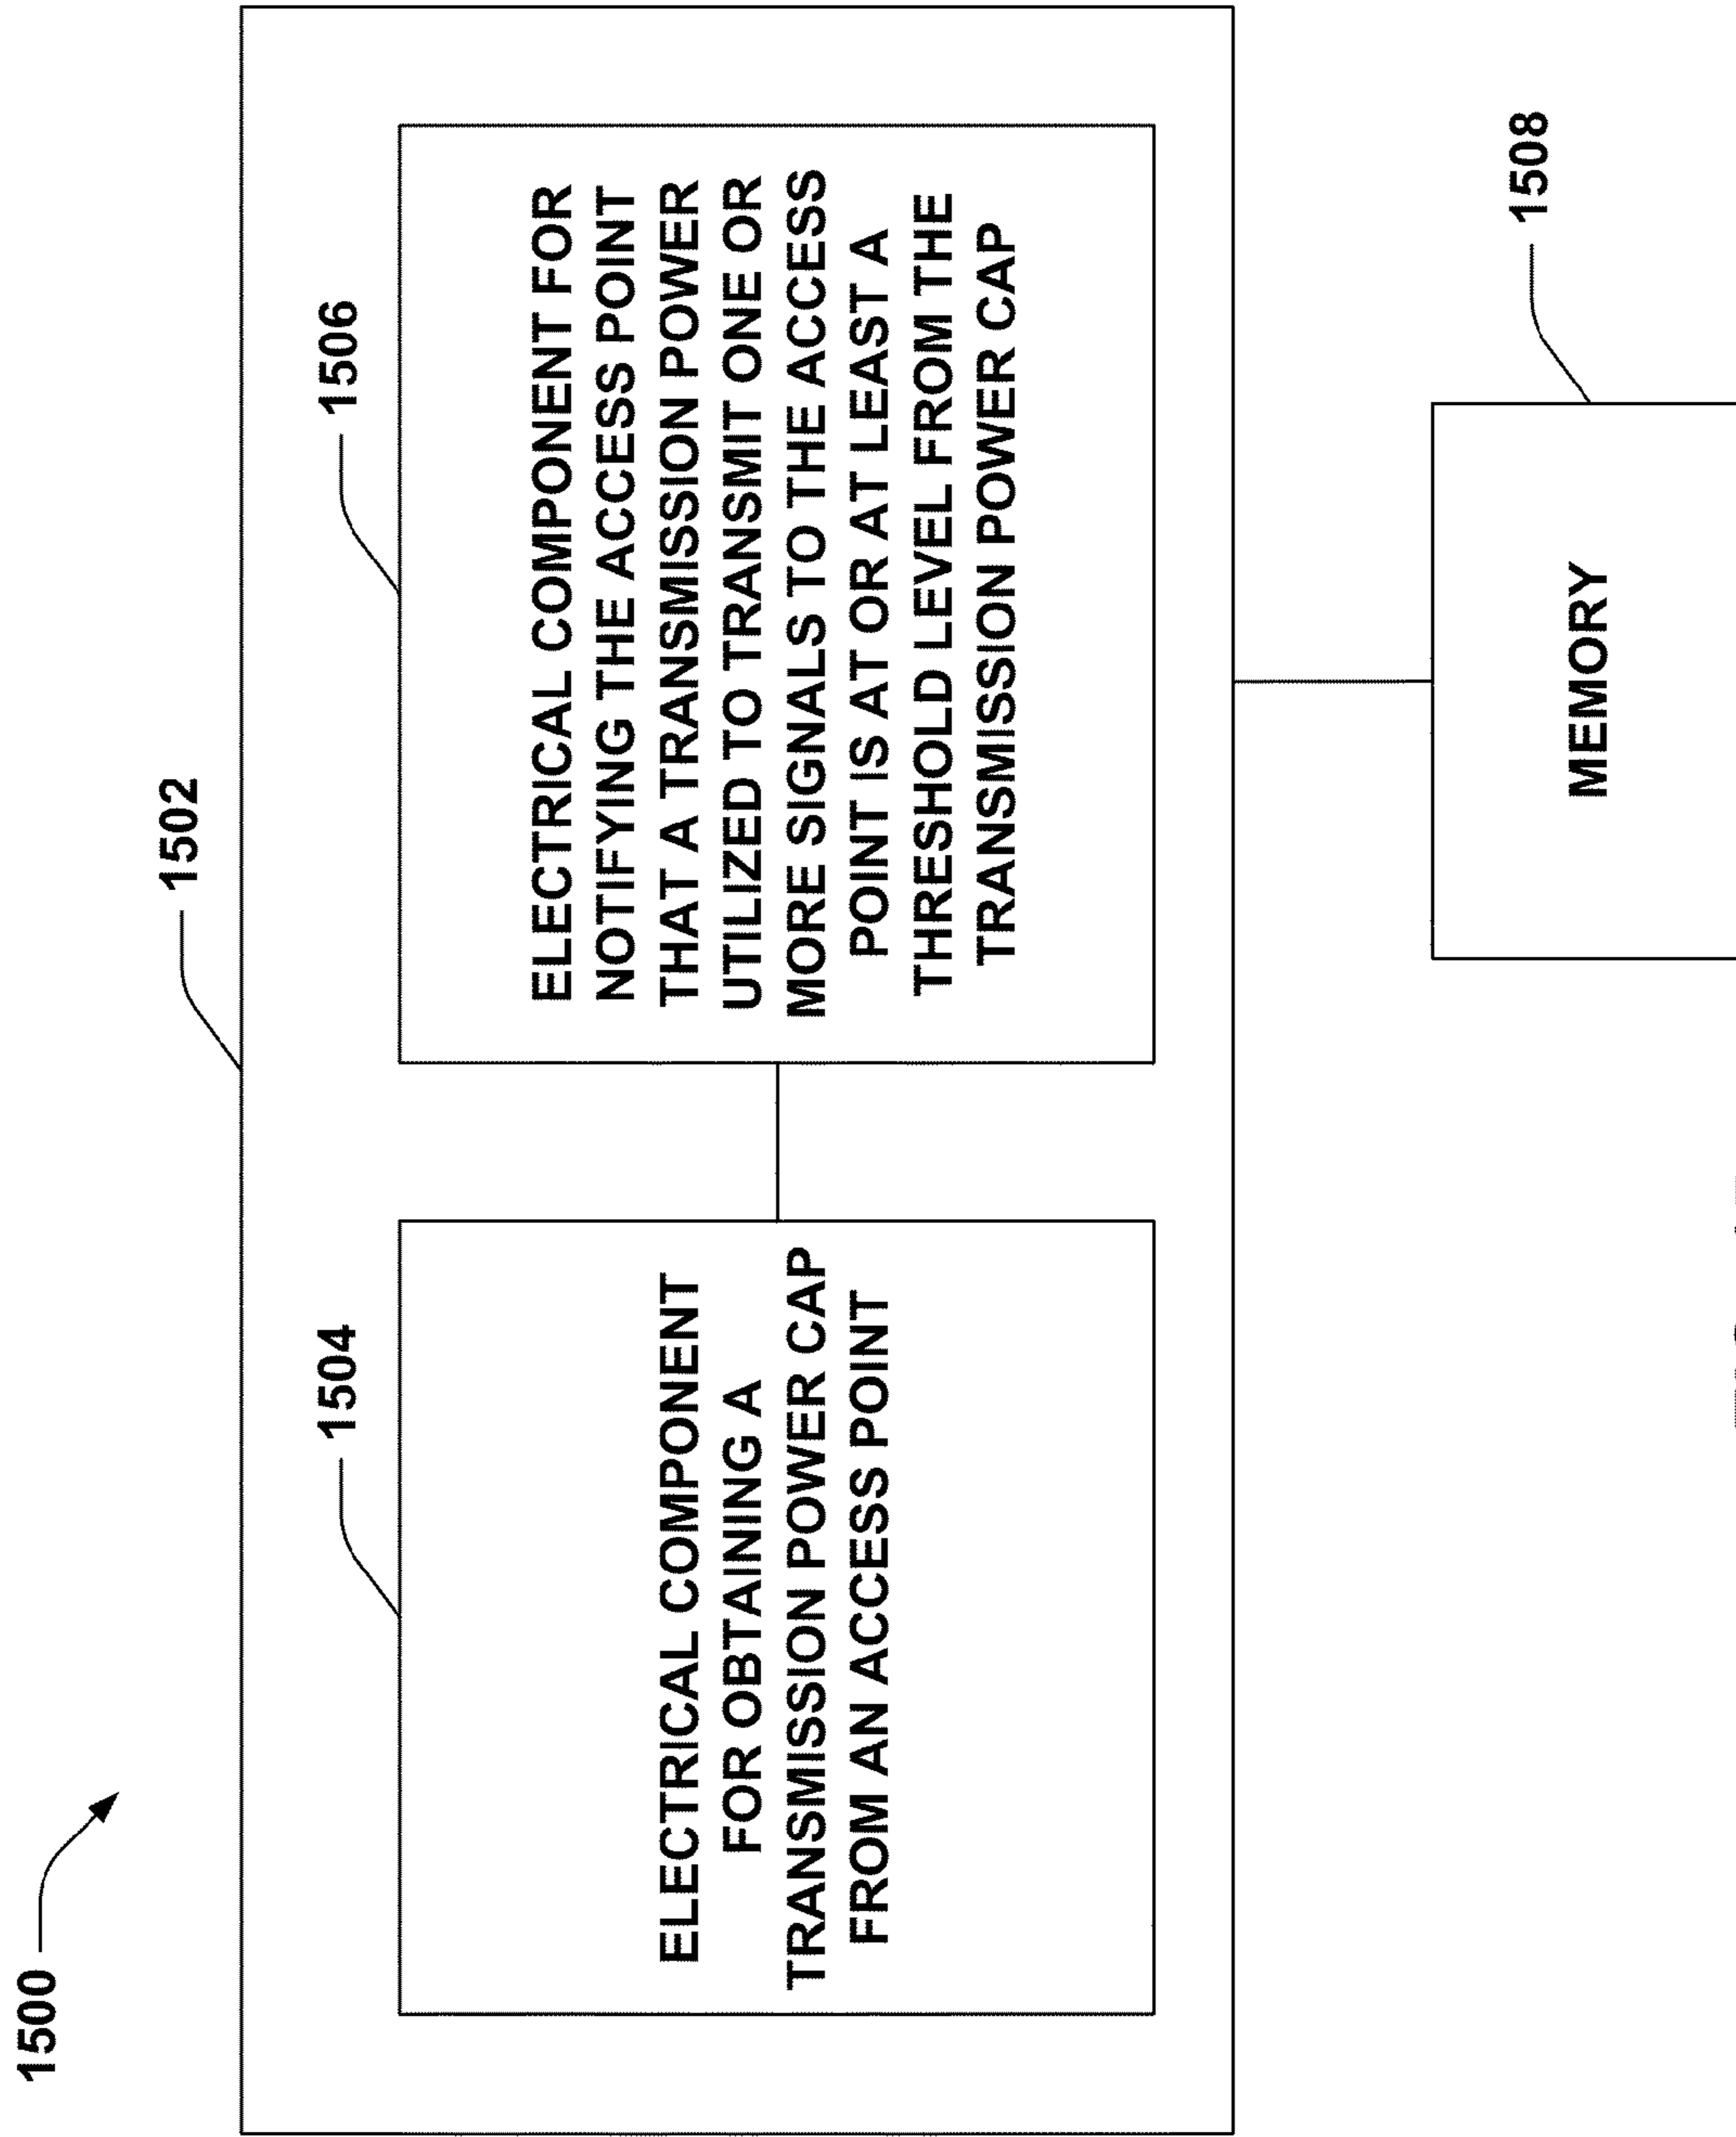 1500
1502
1504
ELECTRICAL COMPONENT
FOR OBTAINING A
TRANSMISSION POWER CAP
FROM AN ACCESS POINT
1506
ELECTRICAL COMPONENT FOR
NOTIFYING THE ACCESS POINT
THAT A TRANSMISSION POWER
UTILIZED TO TRANSMIT ONE OR
MORE SIGNALS TO THE ACCESS
POINT IS AT OR AT LEAST A
THRESHOLD LEVEL FROM THE
TRANSMISSION POWER CAP
1508
MEMORY